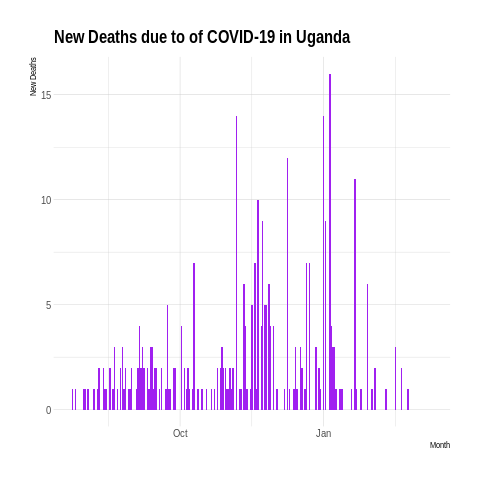 New Deaths due to of COVID-19 in Uganda
New Deaths
15
10
5
0
Oct
Jan
Month